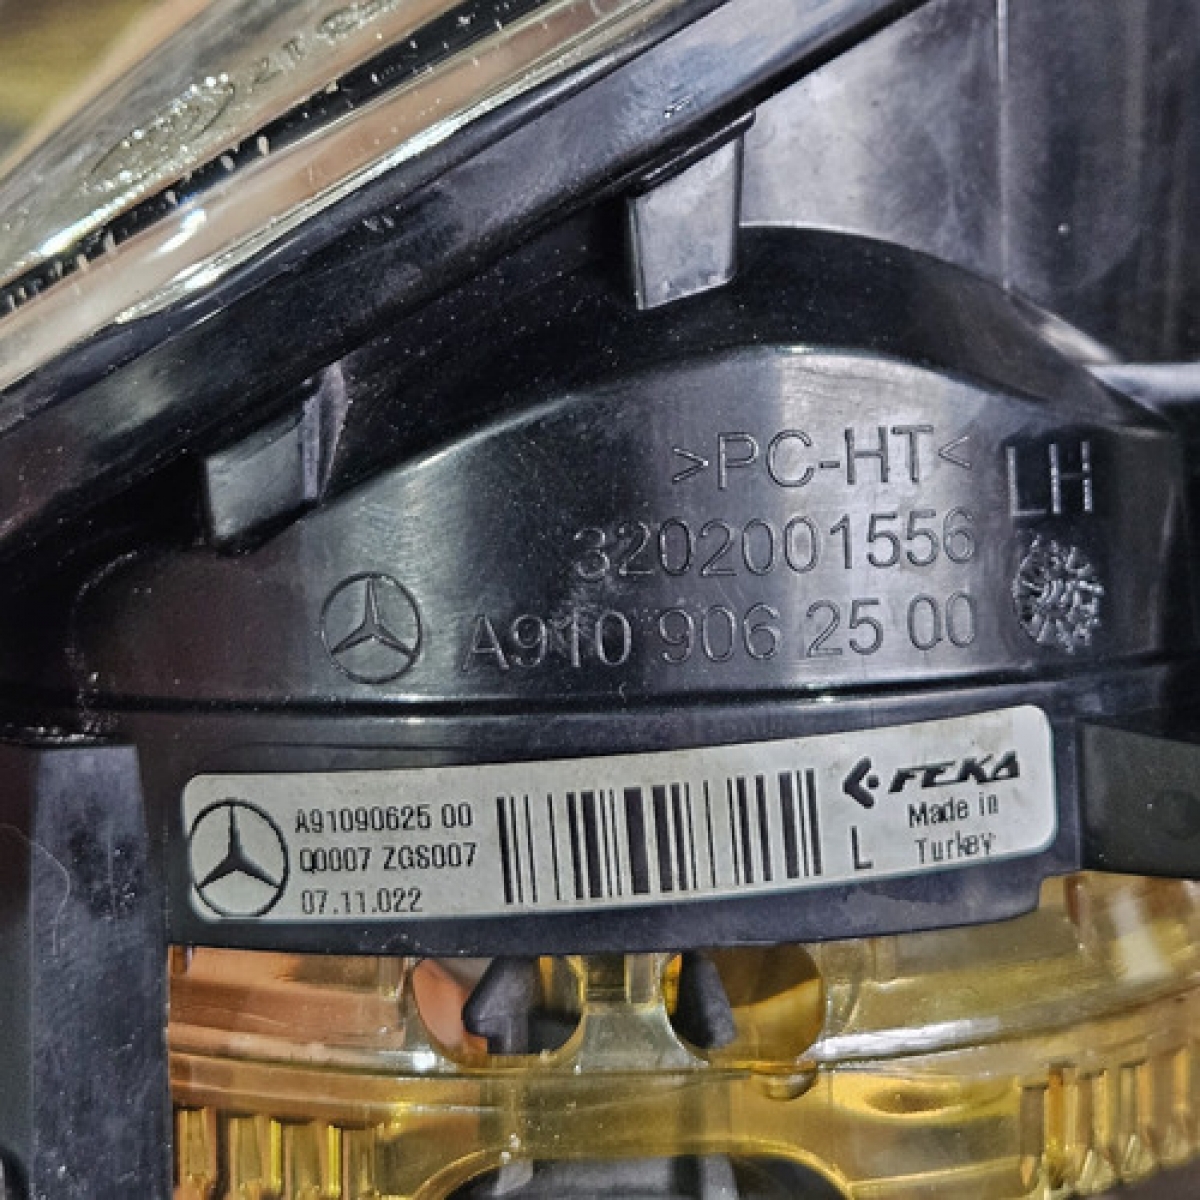 >PC-HT<
LH
3202001556
A910 906 25 00
A91090625 00
Q0007 ZGS007
07.11.022
L
FEKA
Made in
Turkey